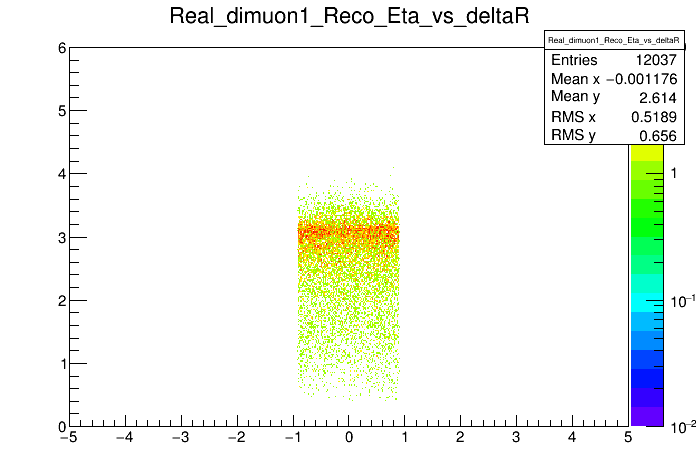 Real_dimuon1_Reco_Eta_vs_deltaR
Real_dimuon1_Reco_Eta_vs_deltaR
Entries 12037
Mean x −0.001176
Mean y 2.614
RMS x 0.5189
RMS y 0.656
6
5
4
3
2
1
0
−5 −4 −3 −2 −1 0 1 2 3 4 5
1
10⁻¹
10⁻²